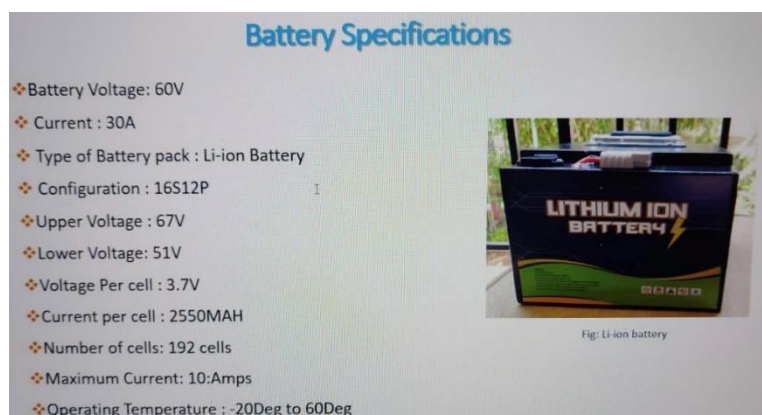 Battery Specifications
❖Battery Voltage: 60V
❖ Current : 30A
❖ Type of Battery pack : Li-ion Battery
❖ Configuration : 16S12P
❖Upper Voltage : 67V
❖Lower Voltage: 51V
❖Voltage Per cell : 3.7V
❖Current per cell : 2550MAH
❖Number of cells: 192 cells
❖Maximum Current: 10:Amps
❖Operating Temperature : -20Deg to 60Deg
LITHIUM ION
BATTERY
Fig: Li-ion battery